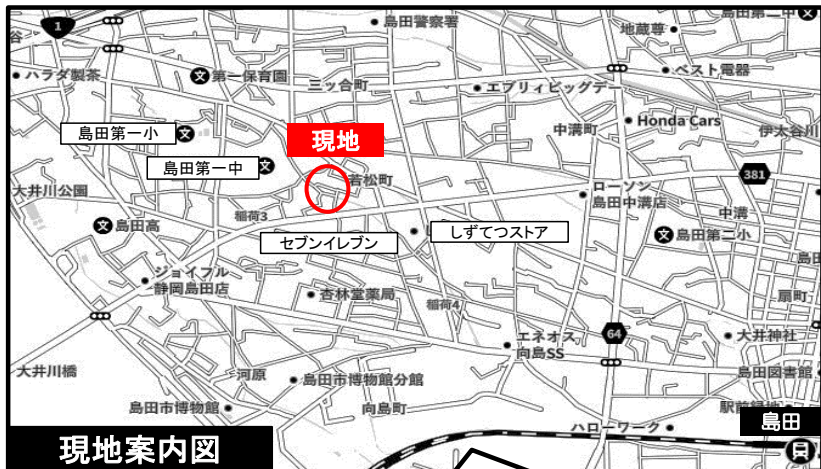 1
島田警察署
島田第二中
地蔵尊
谷
ハラダ製茶
第一保育園
三ッ合町
エブリィビッグデー
ベスト電器
島田第一小
現地
中溝町
Honda Cars
伊太谷川
島田第一中
若松町
381
大井川公園
稲荷3
ローソン
島田中溝店
中溝
島田高
セブンイレブン
しずてつストア
島田第二小
島田
ジョイフル
静岡島田店
杏林堂薬局
稲荷4
扇町
エネオス
向島SS
64
大井神社
大井川橋
河原
島田市博物館分館
島田図書館
島田市博物館
向島町
駅前緑地
ハローワーク
島田
現地案内図